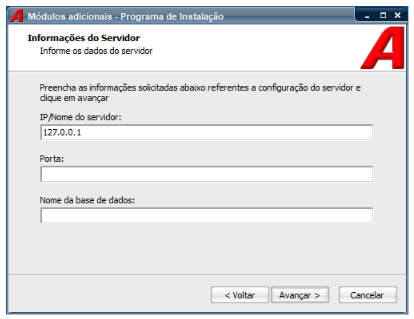 Módulos adicionais - Programa de Instalação
Informações do Servidor
Informe os dados do servidor
Preencha as informações solicitadas abaixo referentes a configuração do servidor e
clique em avançar
IP/Nome do servidor:
127.0.0.1
Porta:
Nome da base de dados:
< Voltar Avançar > Cancelar